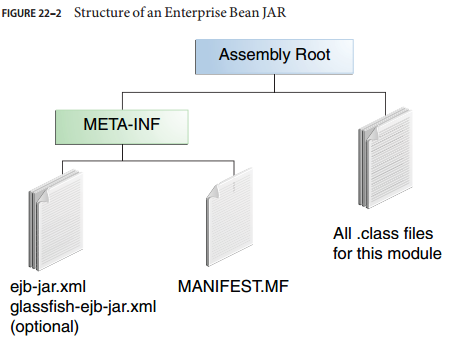 FIGURE 22–2 Structure of an Enterprise Bean JAR
Assembly Root
META-INF
All .class files
for this module
ejb-jar.xml
glassfish-ejb-jar.xml
(optional)
MANIFEST.MF